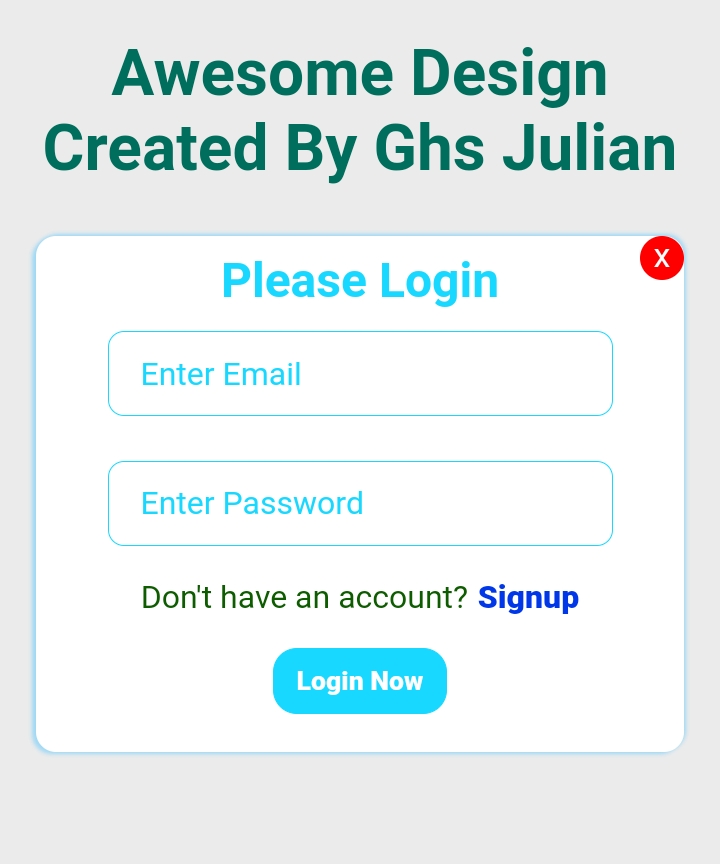 Awesome Design
Created By Ghs Julian
X
Please Login
Enter Email
Enter Password
Don't have an account? Signup
Login Now